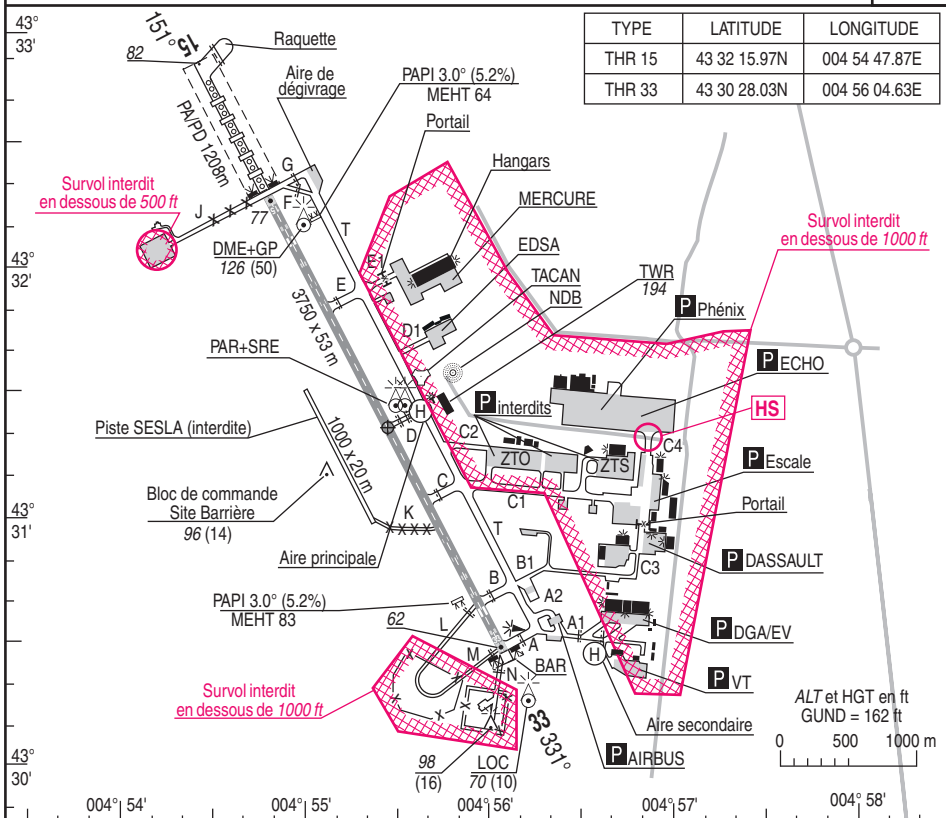 TYPE LATITUDE LONGITUDE
THR 15 43 32 15.97N 004 54 47.87E
THR 33 43 30 28.03N 004 56 04.63E
43°
33'
151°
15
82
Raquette
Aire de
dégivrage
PAPI 3.0° (5.2%)
MEHT 64
Portail
PA/PD 1208m
Hangars
MERCURE
EDSA
TACAN
NDB
TWR
194
Survol interdit
en dessous de 500 ft
Survol interdit
en dessous de 1000 ft
G
F
J
77
T
DME+GP
126 (50)
43°
32'
E1
E
D1
3750 x 53 m
P Phénix
P ECHO
PAR+SRE
P interdits
HS
H
D
C2
C4
Piste SESLA (interdite)
1000 x 20 m
ZTO
ZTS
P Escale
C
C1
Bloc de commande
Site Barrière
96 (14)
Portail
43°
31'
K
T
Aire principale
C3
P DASSAULT
B
B1
A2
PAPI 3.0° (5.2%)
MEHT 83
62
L
A1
P DGA/EV
A
M
H
BAR
N
P VT
Survol interdit
en dessous de 1000 ft
33 331°
Aire secondaire
ALT et HGT en ft
GUND = 162 ft
0 500 1000 m
98
(16)
LOC
70 (10)
P AIRBUS
43°
30'
004° 54' 004° 55' 004° 56' 004° 57' 004° 58'